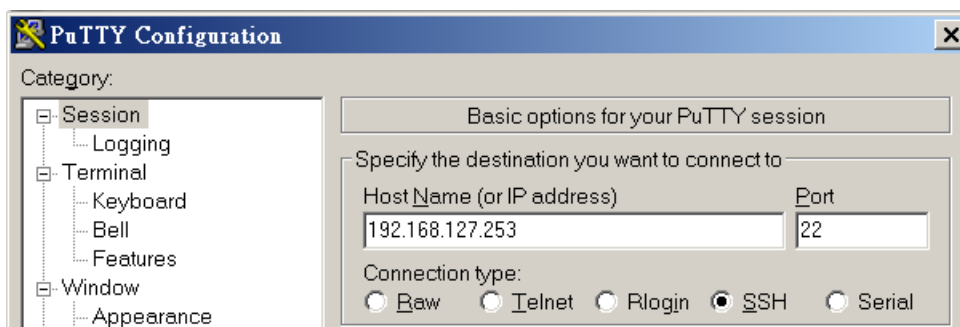 PuTTY Configuration
Category:
Session
Logging
Terminal
Keyboard
Bell
Features
Window
Appearance
Basic options for your PuTTY session
Specify the destination you want to connect to
Host Name (or IP address) Port
192.168.127.253 22
Connection type:
Raw Telnet Rlogin SSH Serial